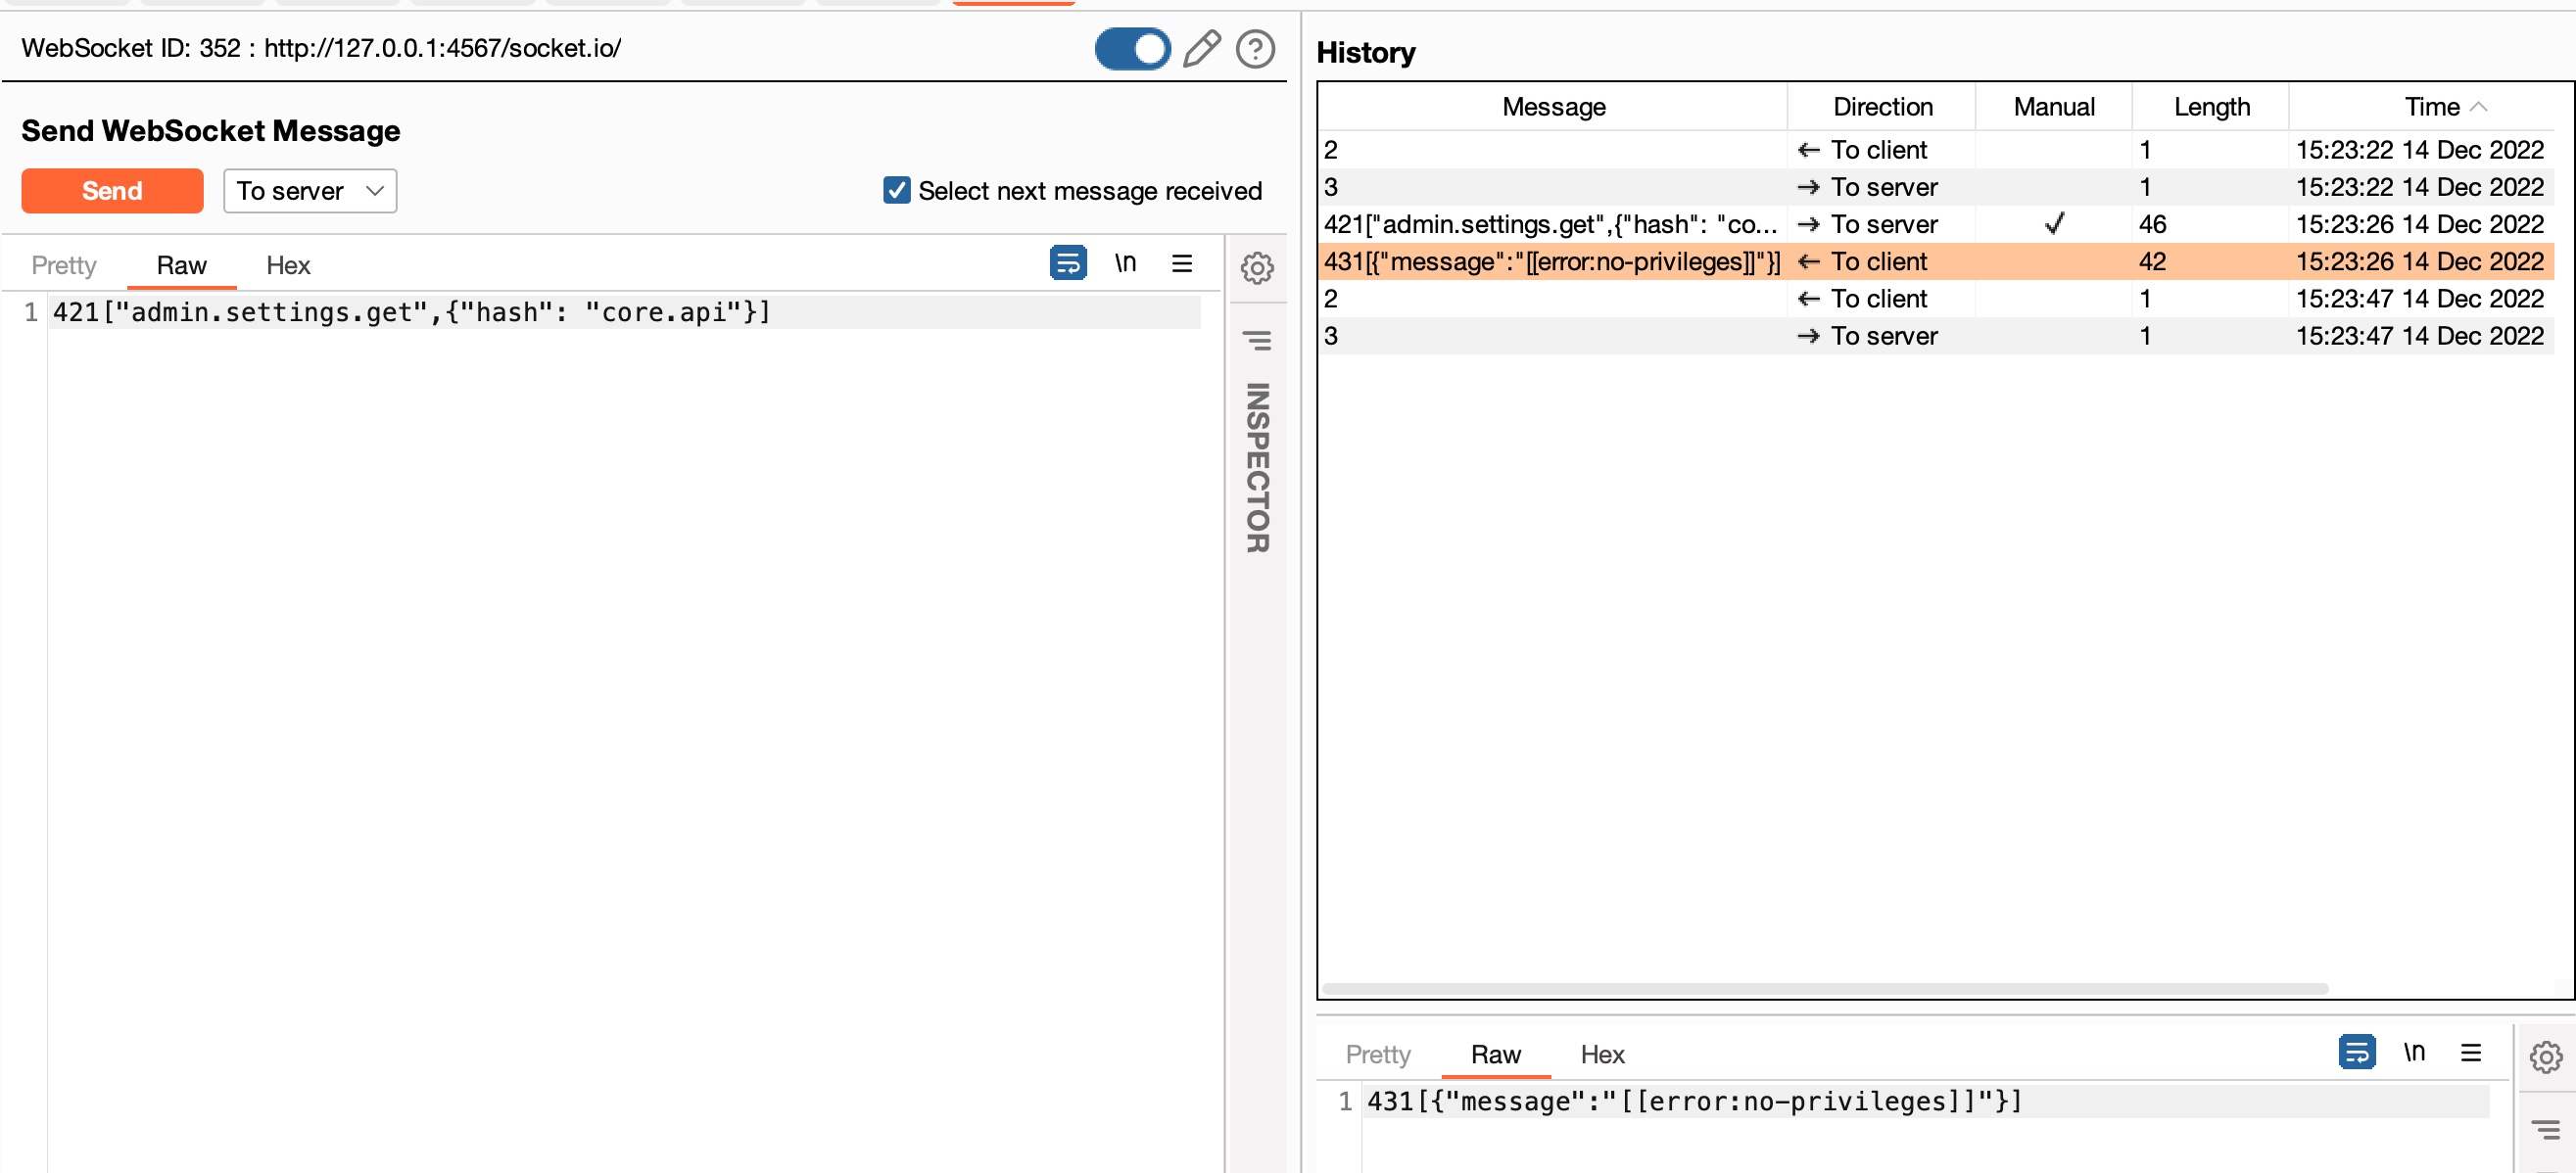 WebSocket ID: 352 : http://127.0.0.1:4567/socket.io/
Send WebSocket Message
Send To server Select next message received
Pretty Raw Hex \n
1 421["admin.settings.get",{"hash": "core.api"}]
INSPECTOR
History
Message Direction Manual Length Time
2 ← To client 1 15:23:22 14 Dec 2022
3 → To server 1 15:23:22 14 Dec 2022
421["admin.settings.get",{"hash": "co... → To server ✓ 46 15:23:26 14 Dec 2022
431[{"message":"[[error:no-privileges]]"}] ← To client 42 15:23:26 14 Dec 2022
2 ← To client 1 15:23:47 14 Dec 2022
3 → To server 1 15:23:47 14 Dec 2022
Pretty Raw Hex \n
1 431[{"message":"[[error:no-privileges]]"}]